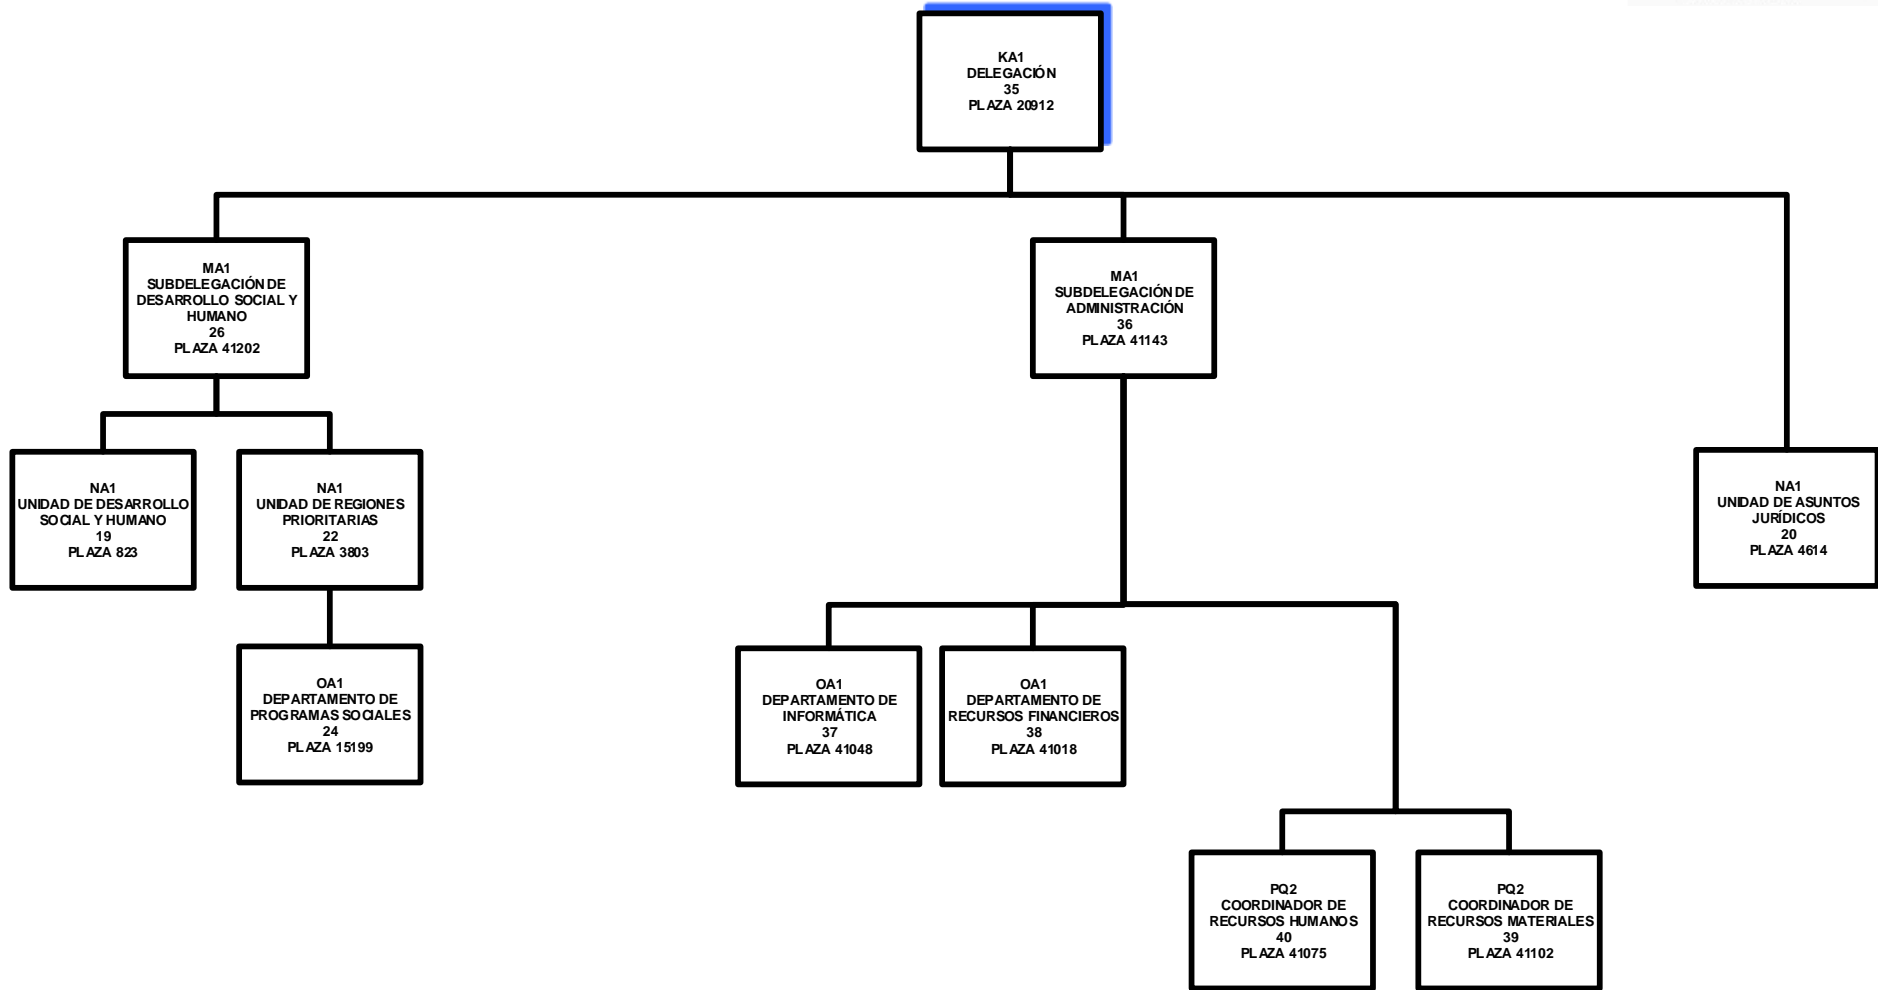 KA1
DELEGACIÓN
35
PLAZA 20912
MA1
SUBDELEGACIÓN DE
DESARROLLO SOCIAL Y
HUMANO
26
PLAZA 41202
MA1
SUBDELEGACIÓN DE
ADMINISTRACIÓN
36
PLAZA 41143
NA1
UNIDAD DE DESARROLLO
SOCIAL Y HUMANO
19
PLAZA 823
NA1
UNIDAD DE REGIONES
PRIORITARIAS
22
PLAZA 3803
NA1
UNIDAD DE ASUNTOS
JURÍDICOS
20
PLAZA 4614
OA1
DEPARTAMENTO DE
PROGRAMAS SOCIALES
24
PLAZA 15199
OA1
DEPARTAMENTO DE
INFORMÁTICA
37
PLAZA 41048
OA1
DEPARTAMENTO DE
RECURSOS FINANCIEROS
38
PLAZA 41018
PQ2
COORDINADOR DE
RECURSOS HUMANOS
40
PLAZA 41075
PQ2
COORDINADOR DE
RECURSOS MATERIALES
39
PLAZA 41102